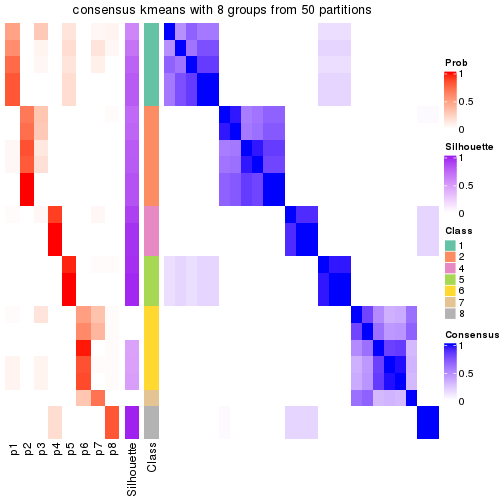 consensus kmeans with 8 groups from 50 partitions
Prob
1
0.5
0
Silhouette
1
0.5
0
Class
1
2
4
5
6
7
8
Consensus
1
0.5
0
p1
p2
p3
p4
p5
p6
p7
p8
Silhouette
Class